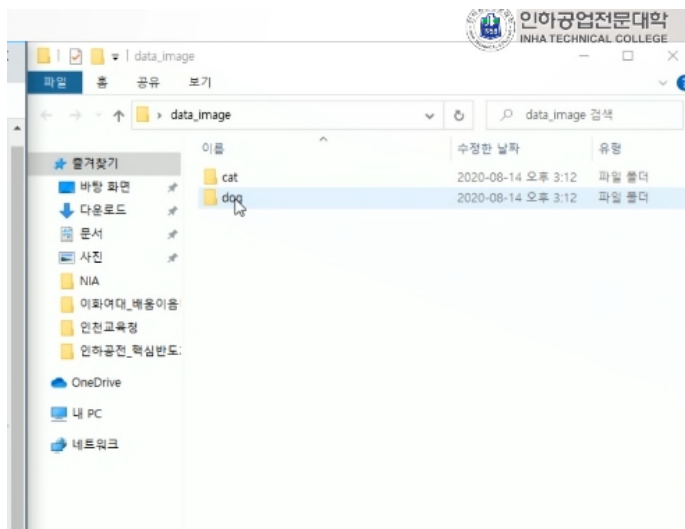 인하공업전문대학
INHA TECHNICAL COLLEGE
data_image
파일 홈 공유 보기
data_image
data_image 검색
이름 수정한 날짜 유형
cat 2020-08-14 오후 3:12 파일 폴더
dog 2020-08-14 오후 3:12 파일 폴더
즐겨찾기
바탕 화면
다운로드
문서
사진
NIA
이화여대_배움이음
인천교육청
인하공전_핵심반도
OneDrive
내 PC
네트워크